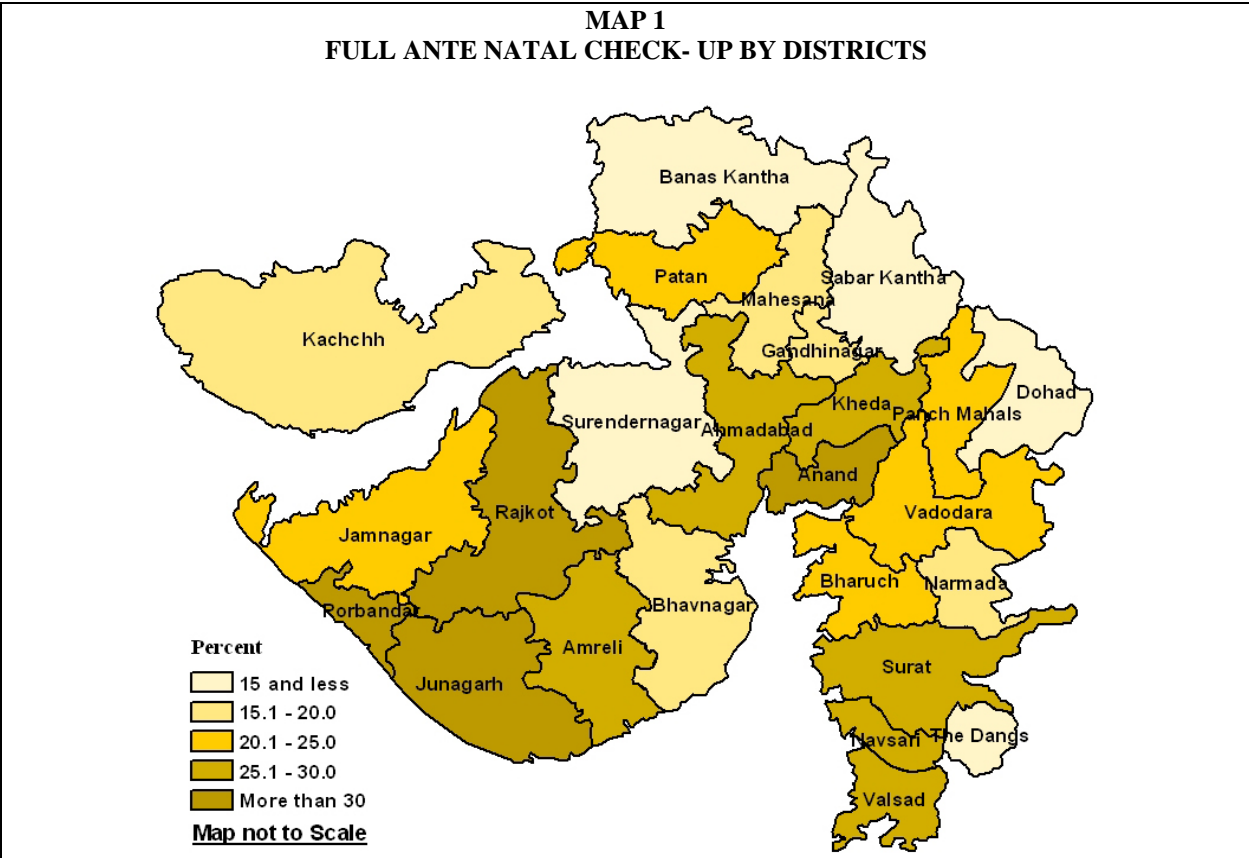 MAP 1
FULL ANTE NATAL CHECK- UP BY DISTRICTS
Banas Kantha
Patan
Sabar Kantha
Mahesana
Kachchh
Gandhinagar
Dohad
Kheda
Panch Mahals
Surendernagar
Ahmadabad
Anand
Rajkot
Vadodara
Jamnagar
Bharuch
Narmada
Porbandar
Bhavnagar
Amreli
Surat
Junagarh
Navsari
The Dangs
Valsad
Percent
15 and less
15.1 - 20.0
20.1 - 25.0
25.1 - 30.0
More than 30
Map not to Scale